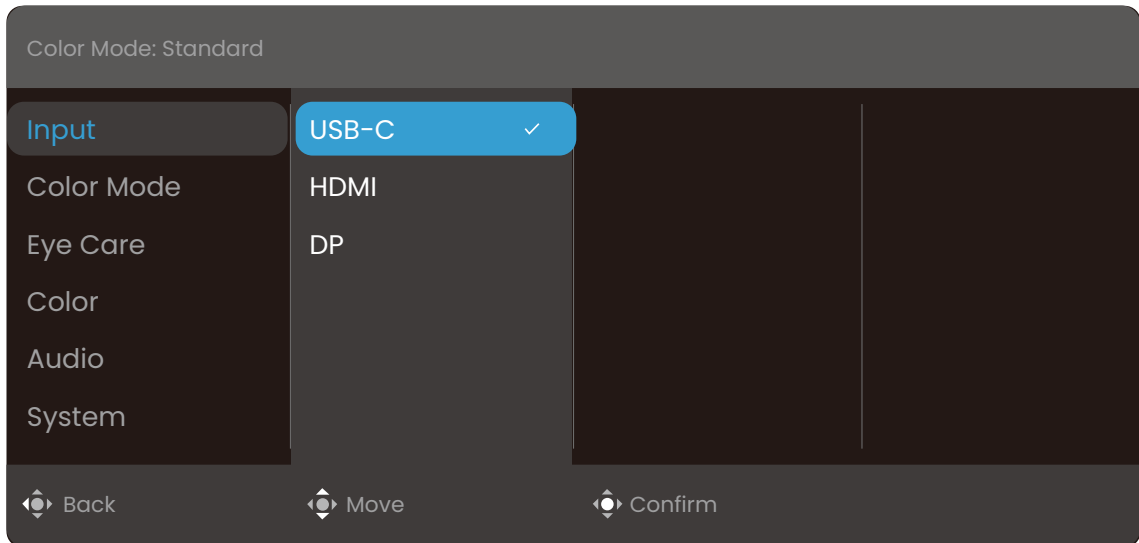 Color Mode: Standard
Input
USB-C
Color Mode
HDMI
Eye Care
DP
Color
Audio
System
Back
Move
Confirm